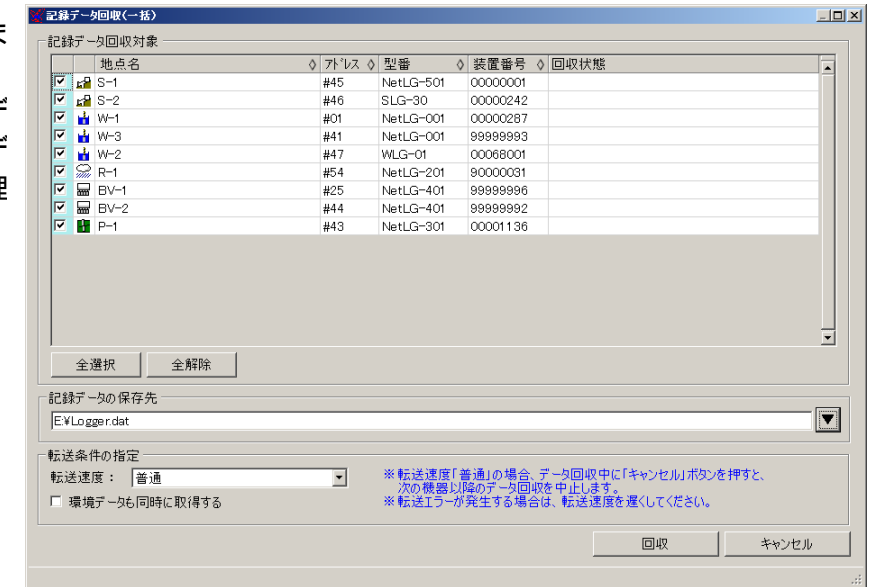 記録データ回収(一括)
ま
記録データ回収対象
地点名 アドレス 型番 装置番号 回収状態
S-1 #45 NetLG-501 00000001
S-2 #46 SLG-30 00000242
W-1 #01 NetLG-001 00000287
W-3 #41 NetLG-001 99999993
W-2 #47 WLG-01 00068001
R-1 #54 NetLG-201 90000031
BV-1 #25 NetLG-401 99999996
BV-2 #44 NetLG-401 99999992
P-1 #43 NetLG-301 00001136
全選択 全解除
記録データの保存先
E:¥Logger.dat
転送条件の指定
転送速度： 普通
環境データも同時に取得する
※転送速度「普通」の場合、データ回収中に「キャンセル」ボタンを押すと、
次の機器以降のデータ回収を中止します。
※転送エラーが発生する場合は、転送速度を遅くしてください。
回収 キャンセル